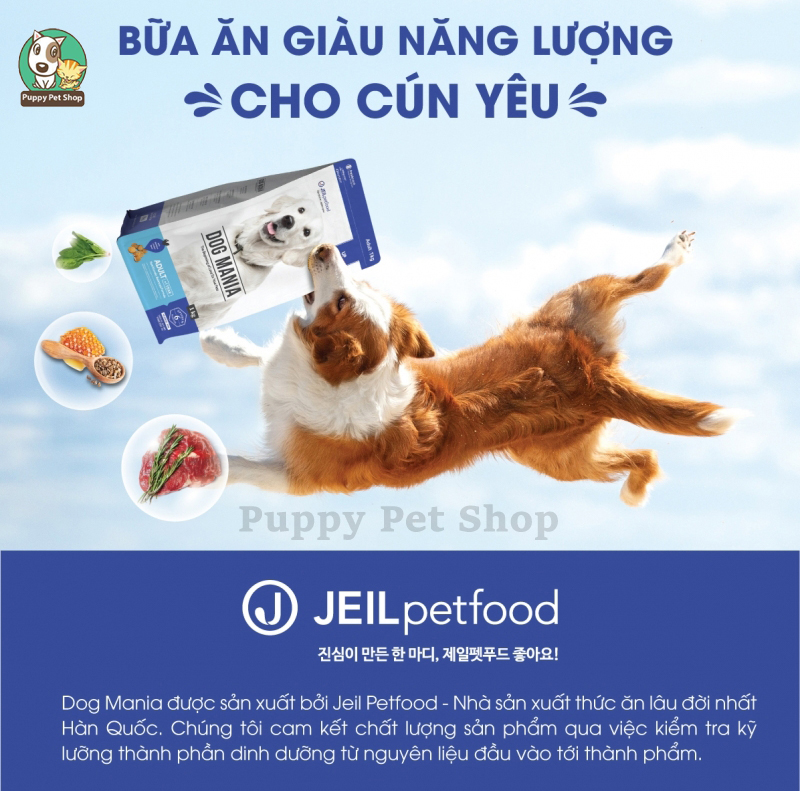 BỮA ĂN GIÀU NĂNG LƯỢNG
CHO CÚN YÊU
Puppy Pet Shop
JEILpetfood
DOG MANIA
ADULT
Adult 1kg
Puppy Pet Shop
JEILpetfood
진심이 만든 한 마디, 제일펫푸드 좋아요!
Dog Mania được sản xuất bởi Jeil Petfood - Nhà sản xuất thức ăn lâu đời nhất
Hàn Quốc. Chúng tôi cam kết chất lượng sản phẩm qua việc kiểm tra kỹ
lưỡng thành phần dinh dưỡng từ nguyên liệu đầu vào tới thành phẩm.